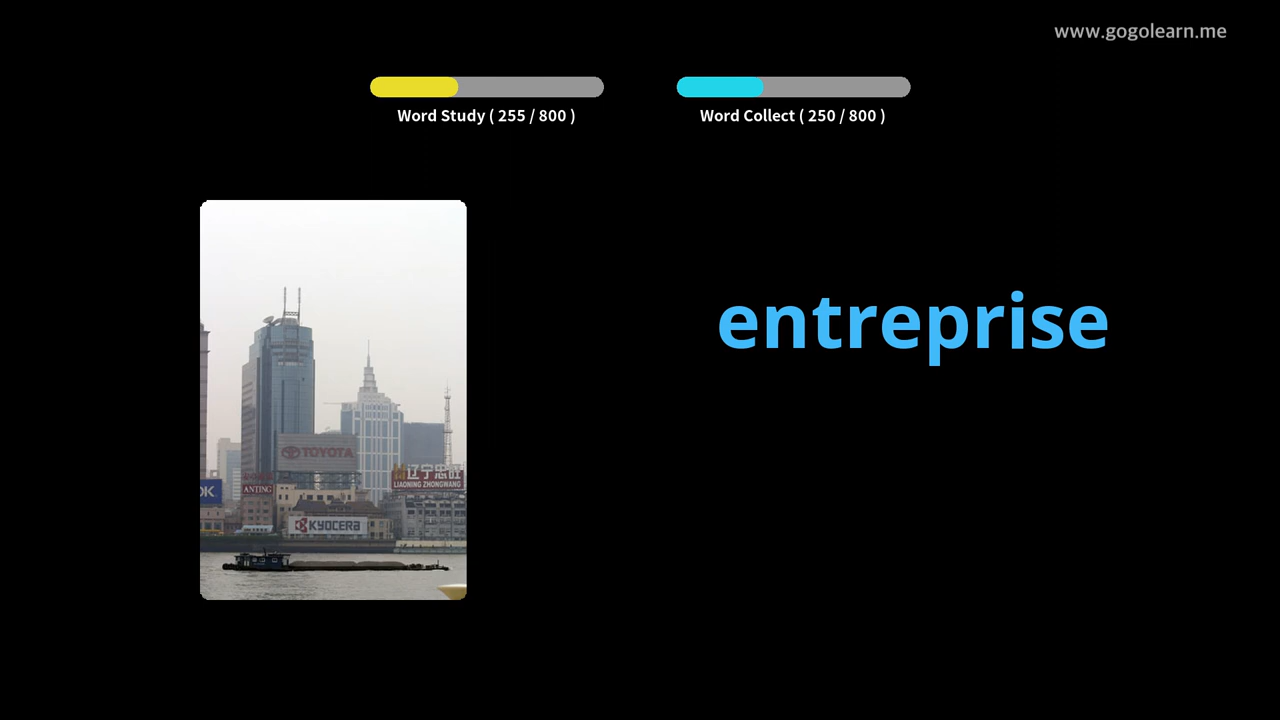 www.gogolearn.me
Word Study ( 255 / 800 )
Word Collect ( 250 / 800 )
entreprise
TOYOTA
辽宁忠旺
LIAONING ZHONGWANG
OK
ANTING
KYOCERA